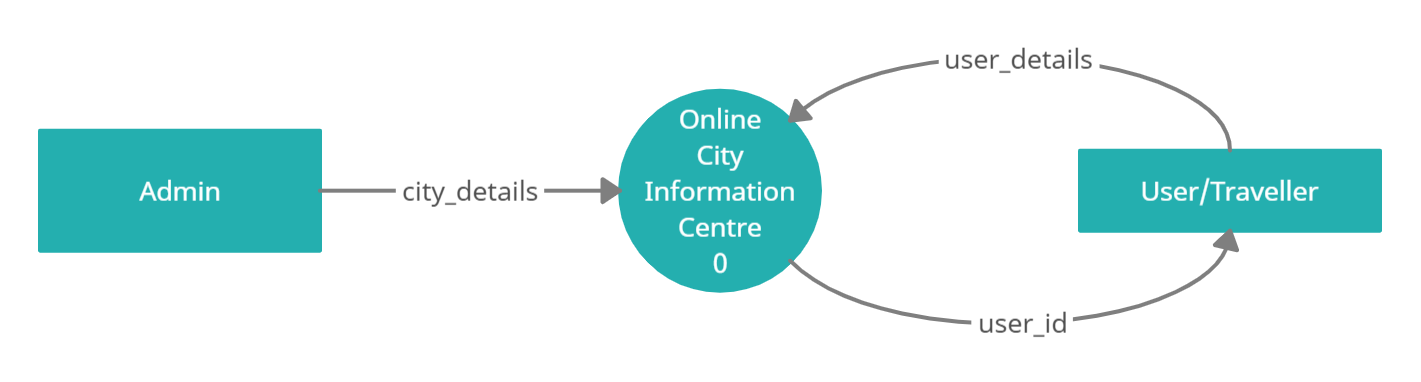 user_details
Admin
city_details
Online
City
Information
Centre
0
User/Traveller
user_id